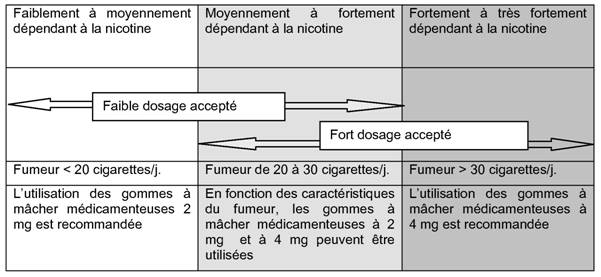 Faiblement à moyennement
dépendant à la nicotine
Moyennement à fortement
dépendant à la nicotine
Fortement à très fortement
dépendant à la nicotine
Faible dosage accepté
Fort dosage accepté
Fumeur < 20 cigarettes/j.
Fumeur de 20 à 30 cigarettes/j.
Fumeur > 30 cigarettes/j.
L’utilisation des gommes à
mâcher médicamenteuses 2
mg est recommandée
En fonction des caractéristiques
du fumeur, les gommes à
mâcher médicamenteuses à 2
mg et à 4 mg peuvent être
utilisées
L’utilisation des gommes à
mâcher médicamenteuses à
4 mg est recommandée